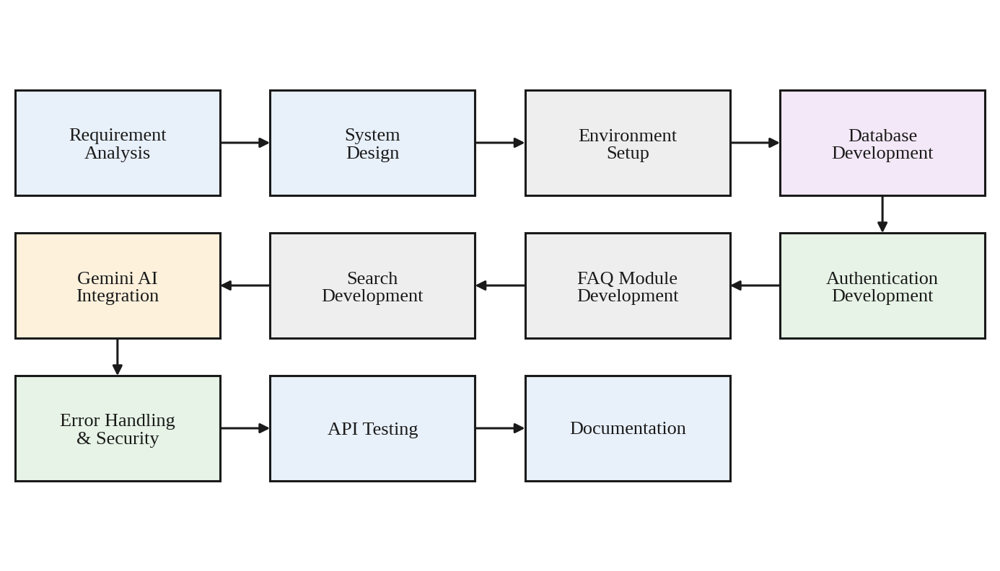 Requirement
Analysis
System
Design
Environment
Setup
Database
Development
Gemini AI
Integration
Search
Development
FAQ Module
Development
Authentication
Development
Error Handling
& Security
API Testing
Documentation